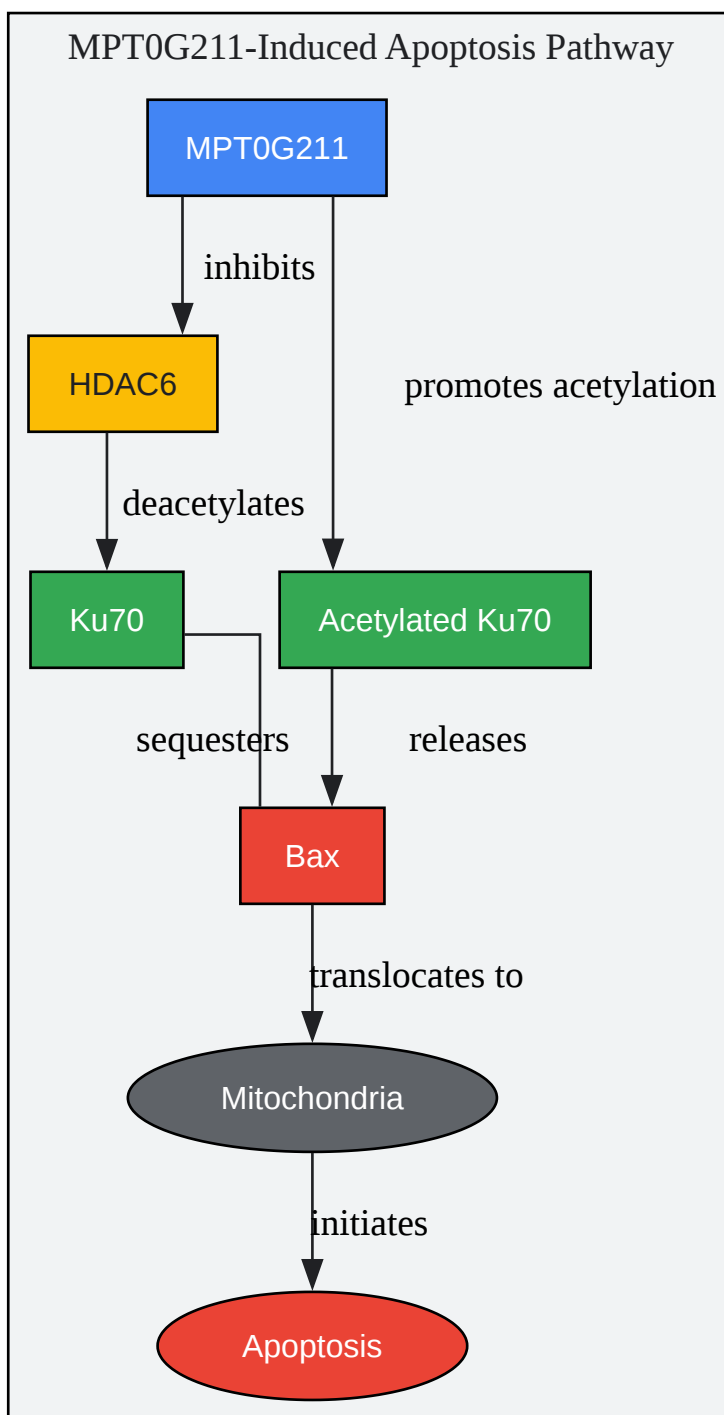 MPT0G211-Induced Apoptosis Pathway
MPT0G211
inhibits
HDAC6
promotes acetylation
deacetylates
Ku70
Acetylated Ku70
sequesters
releases
Bax
translocates to
Mitochondria
initiates
Apoptosis